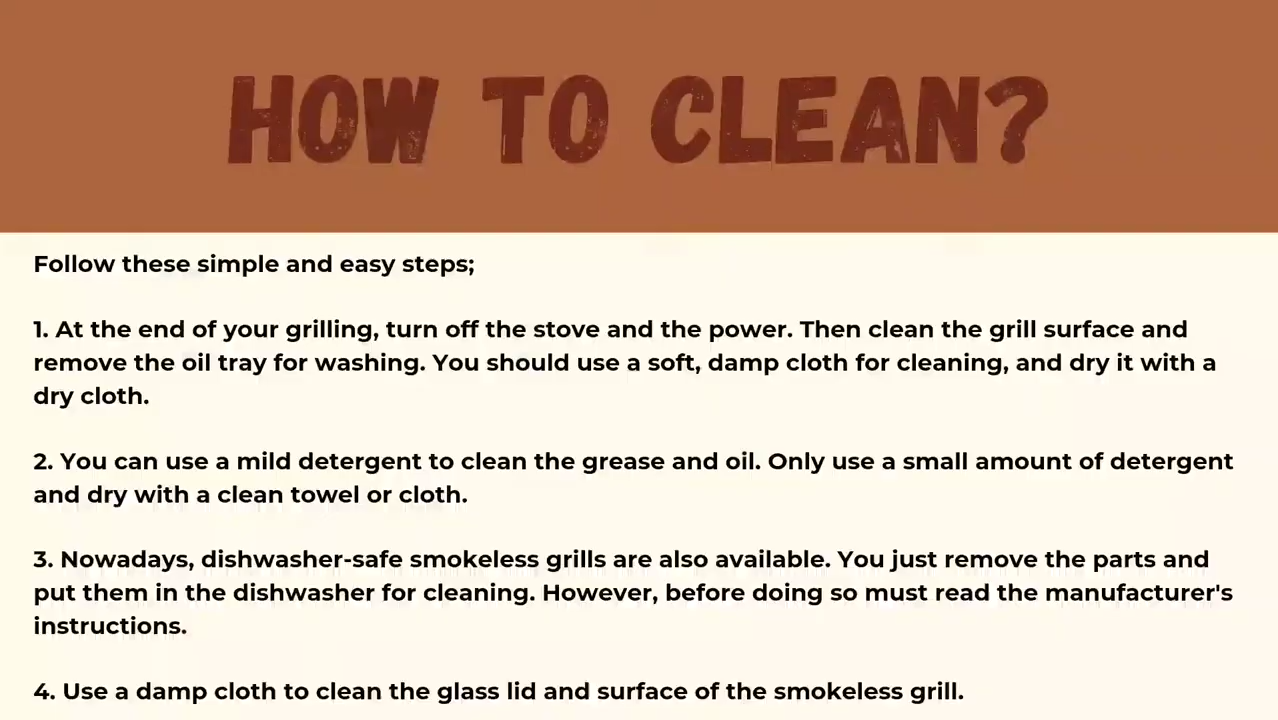 HOW TO CLEAN?
Follow these simple and easy steps;
1. At the end of your grilling, turn off the stove and the power. Then clean the grill surface and
remove the oil tray for washing. You should use a soft, damp cloth for cleaning, and dry it with a
dry cloth.
2. You can use a mild detergent to clean the grease and oil. Only use a small amount of detergent
and dry with a clean towel or cloth.
3. Nowadays, dishwasher-safe smokeless grills are also available. You just remove the parts and
put them in the dishwasher for cleaning. However, before doing so must read the manufacturer's
instructions.
4. Use a damp cloth to clean the glass lid and surface of the smokeless grill.